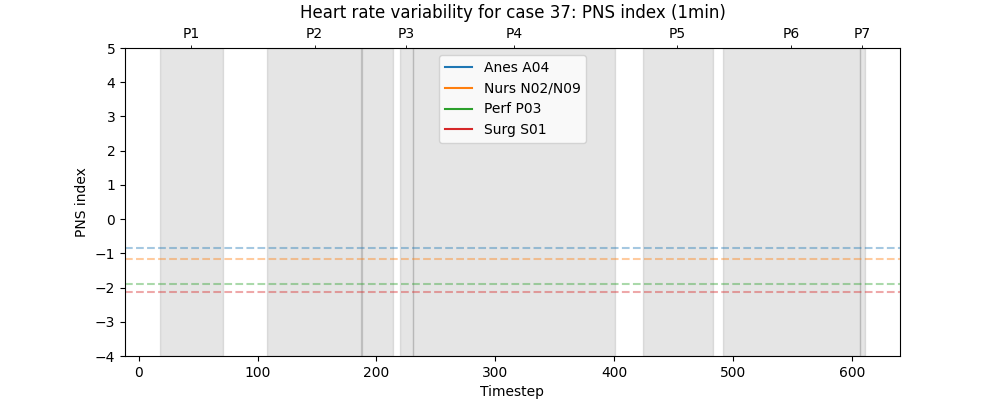 Heart rate variability for case 37: PNS index (1min)
P1 P2 P3 P4 P5 P6 P7
5
4
3
2
1
0
−1
−2
−3
−4
PNS index
Anes A04
Nurs N02/N09
Perf P03
Surg S01
0 100 200 300 400 500 600
Timestep